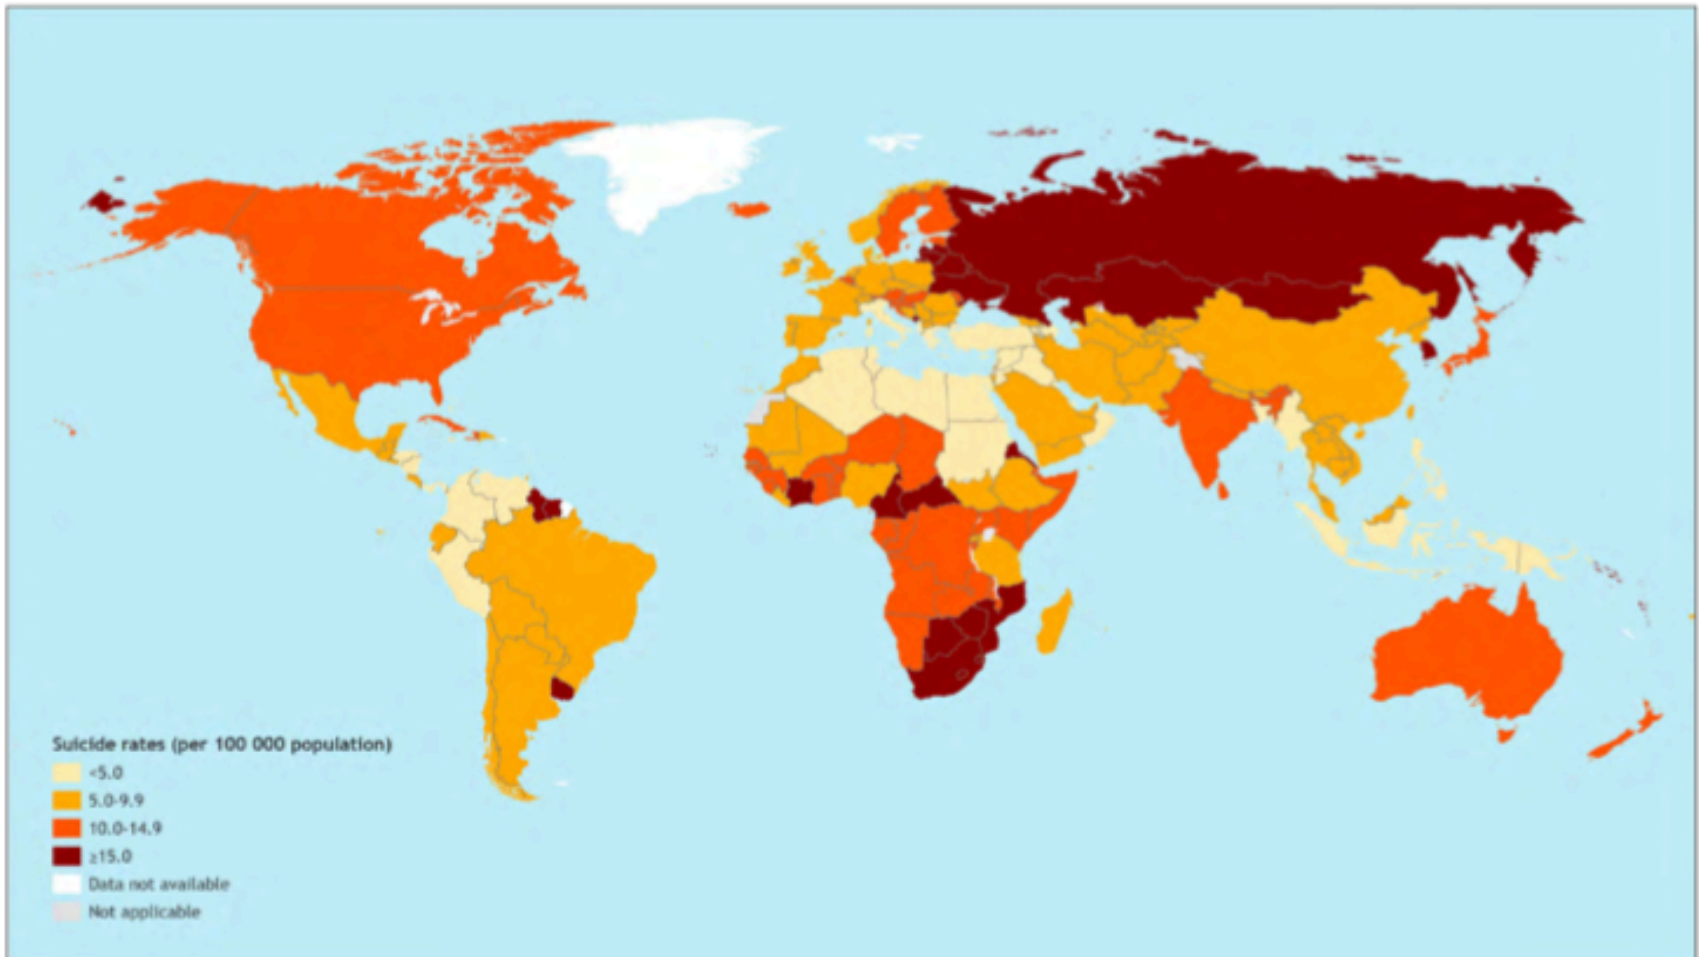 Suicide rates (per 100 000 population)
<5.0
5.0-9.9
10.0-14.9
≥15.0
Data not available
Not applicable